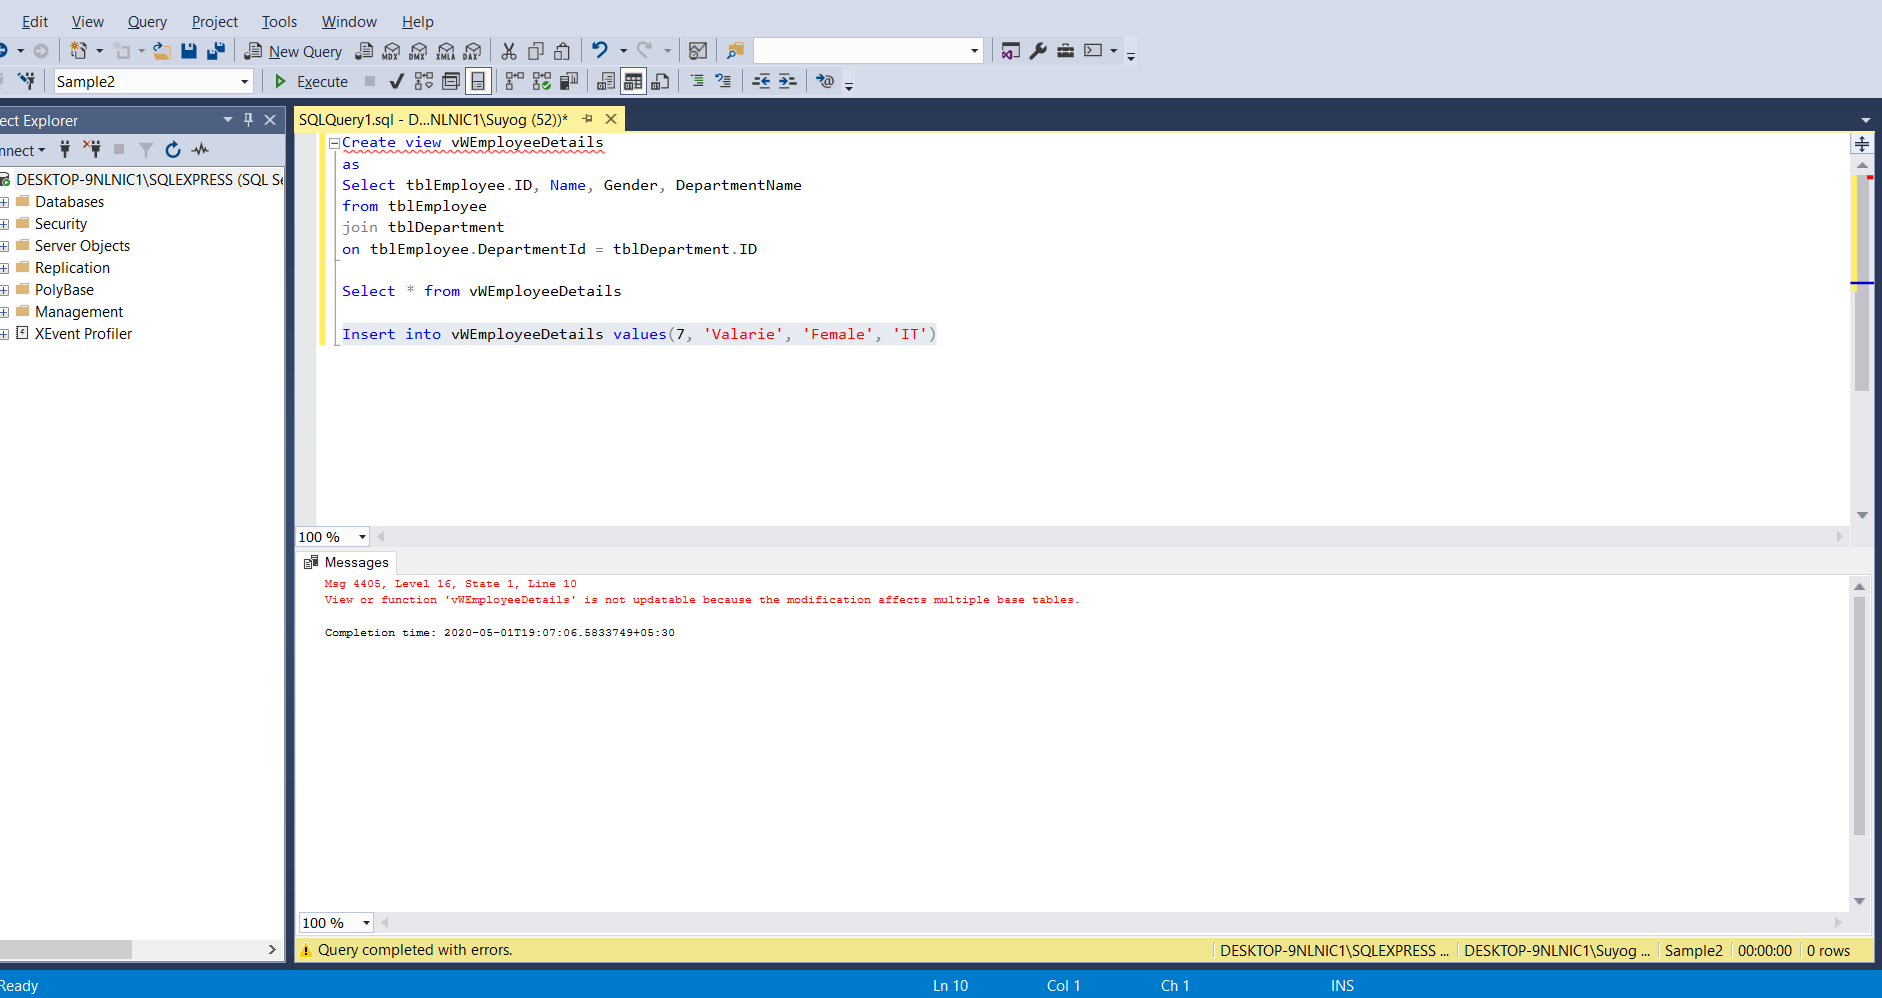 Edit View Query Project Tools Window Help
New Query MDX DMX XMLA DAX
Sample2 Execute
ect Explorer
nnect
DESKTOP-9NLNIC1\SQLEXPRESS (SQL Se
Databases
Security
Server Objects
Replication
PolyBase
Management
XEvent Profiler
SQLQuery1.sql - D...NLNIC1\Suyog (52))*
Create view vWEmployeeDetails
as
Select tblEmployee.ID, Name, Gender, DepartmentName
from tblEmployee
join tblDepartment
on tblEmployee.DepartmentId = tblDepartment.ID
Select * from vWEmployeeDetails
Insert into vWEmployeeDetails values(7, 'Valarie', 'Female', 'IT')
100 %
Messages
Msg 4405, Level 16, State 1, Line 10
View or function 'vWEmployeeDetails' is not updatable because the modification affects multiple base tables.
Completion time: 2020-05-01T19:07:06.5833749+05:30
100 %
Query completed with errors. DESKTOP-9NLNIC1\SQLEXPRESS ... DESKTOP-9NLNIC1\Suyog ... Sample2 00:00:00 0 rows
Ready Ln 10 Col 1 Ch 1 INS